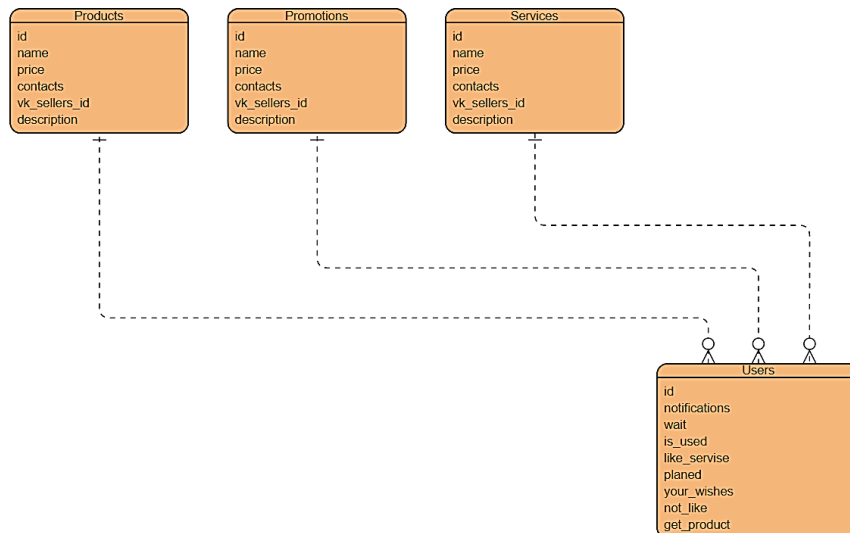 Products
id
name
price
contacts
vk_sellers_id
description
Promotions
id
name
price
contacts
vk_sellers_id
description
Services
id
name
price
contacts
vk_sellers_id
description
Users
id
notifications
wait
is_used
like_servise
planed
your_wishes
not_like
get_product